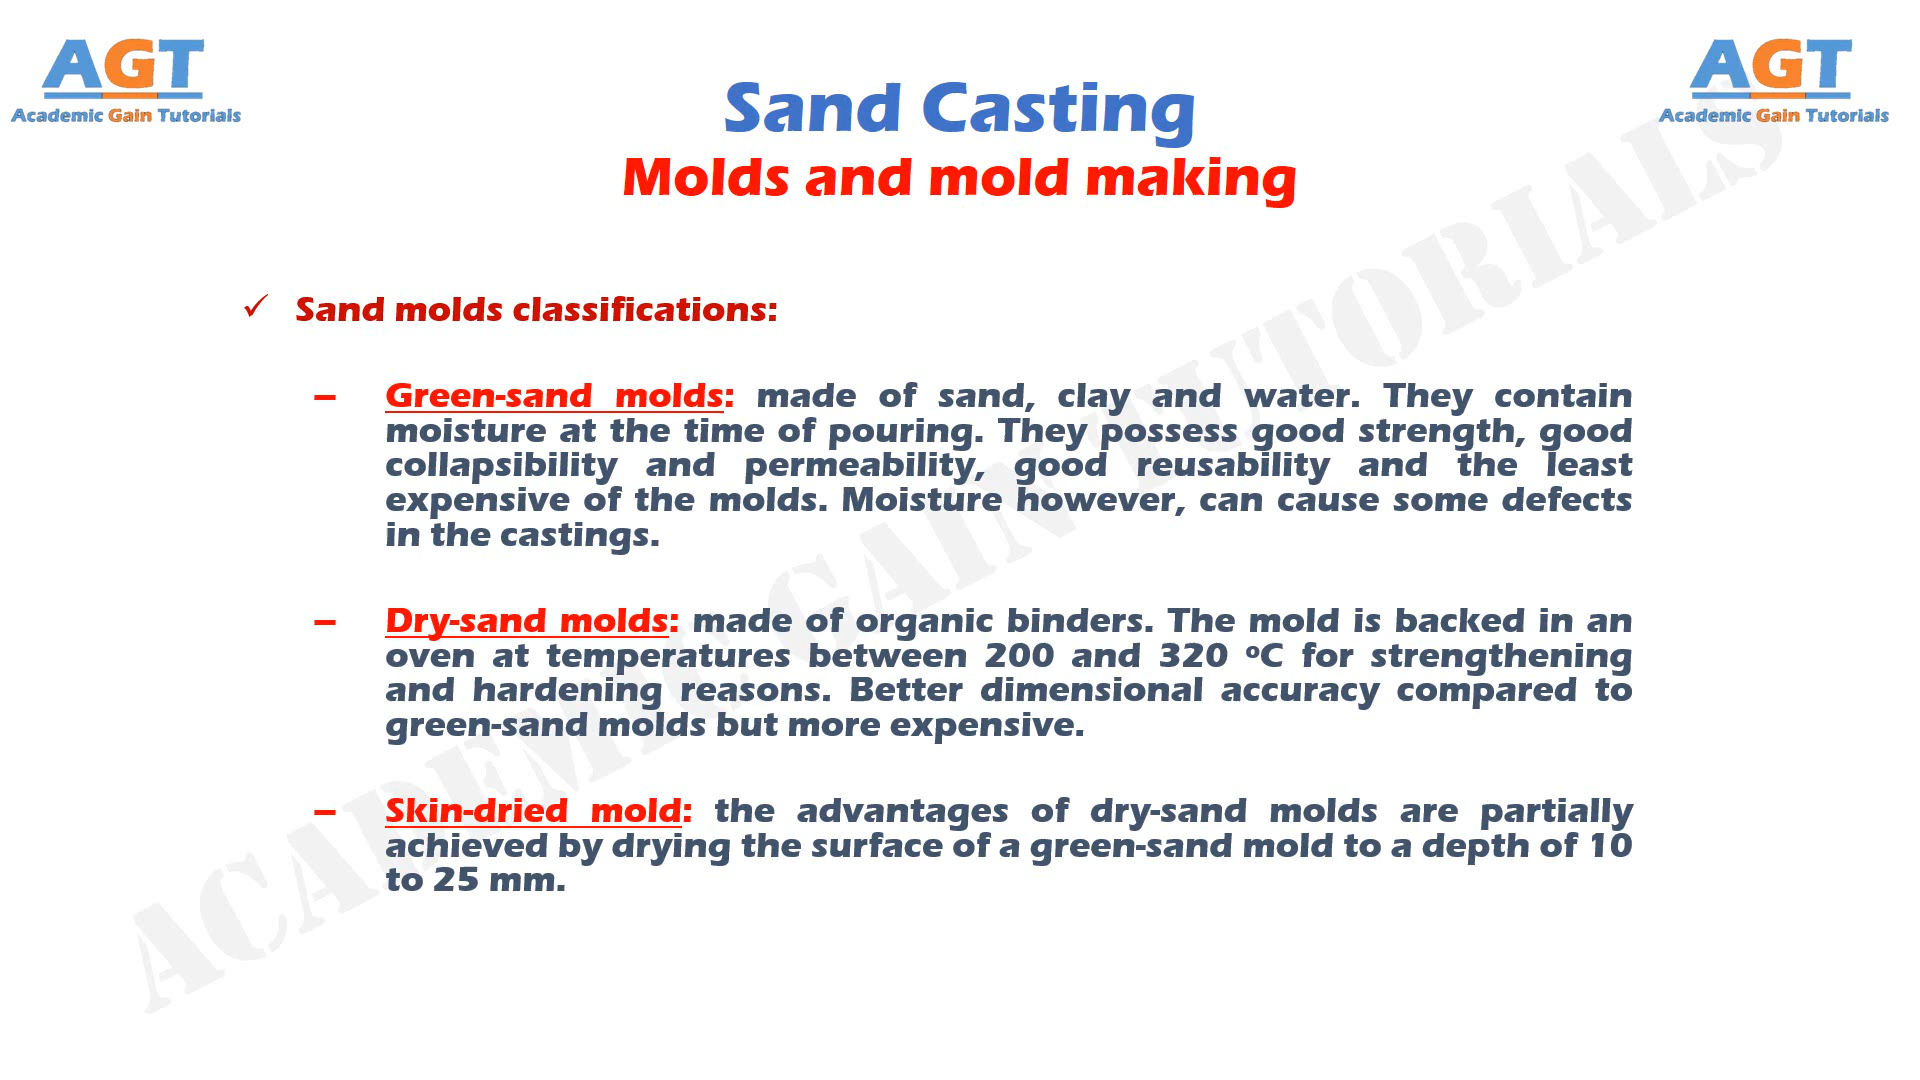 AGT
Academic Gain Tutorials
AGT
Academic Gain Tutorials
Sand Casting
Molds and mold making
✓ Sand molds classifications:
– Green-sand molds: made of sand, clay and water. They contain
moisture at the time of pouring. They possess good strength, good
collapsibility and permeability, good reusability and the least
expensive of the molds. Moisture however, can cause some defects
in the castings.
– Dry-sand molds: made of organic binders. The mold is backed in an
oven at temperatures between 200 and 320 ºC for strengthening
and hardening reasons. Better dimensional accuracy compared to
green-sand molds but more expensive.
– Skin-dried mold: the advantages of dry-sand molds are partially
achieved by drying the surface of a green-sand mold to a depth of 10
to 25 mm.
ACADEMIC GAIN TUTORIALS